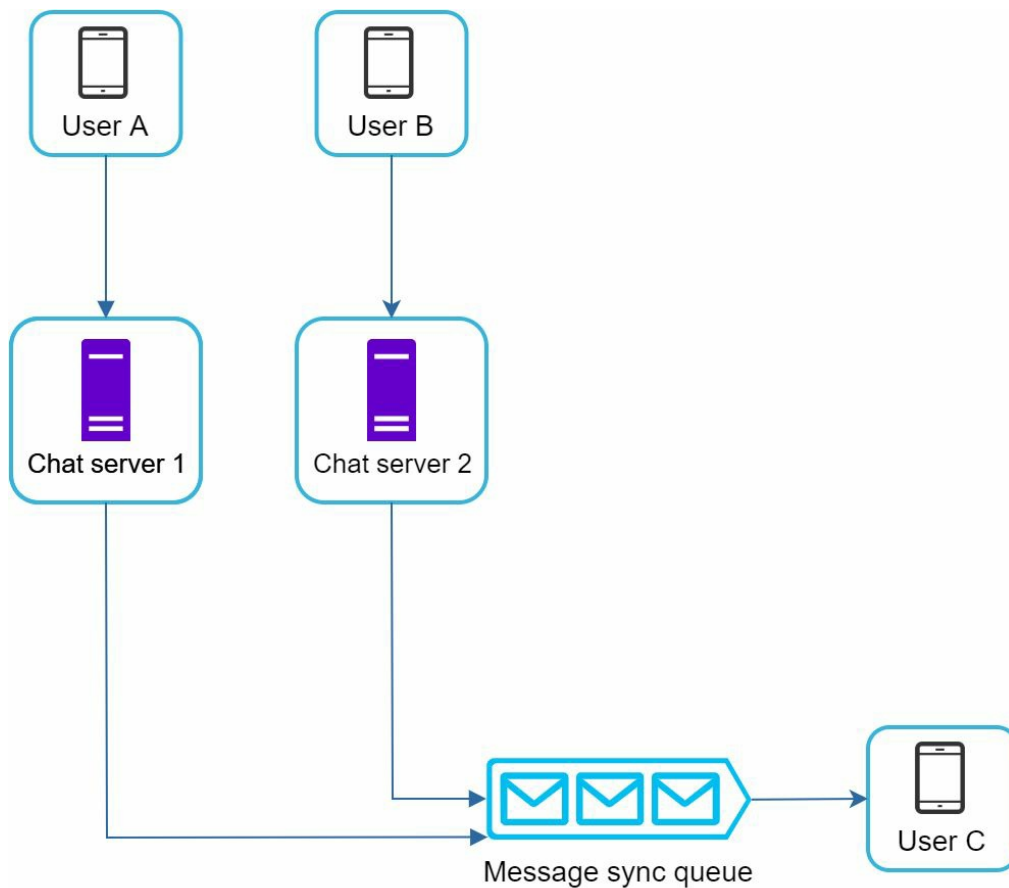 User A
User B
Chat server 1
Chat server 2
User C
Message sync queue